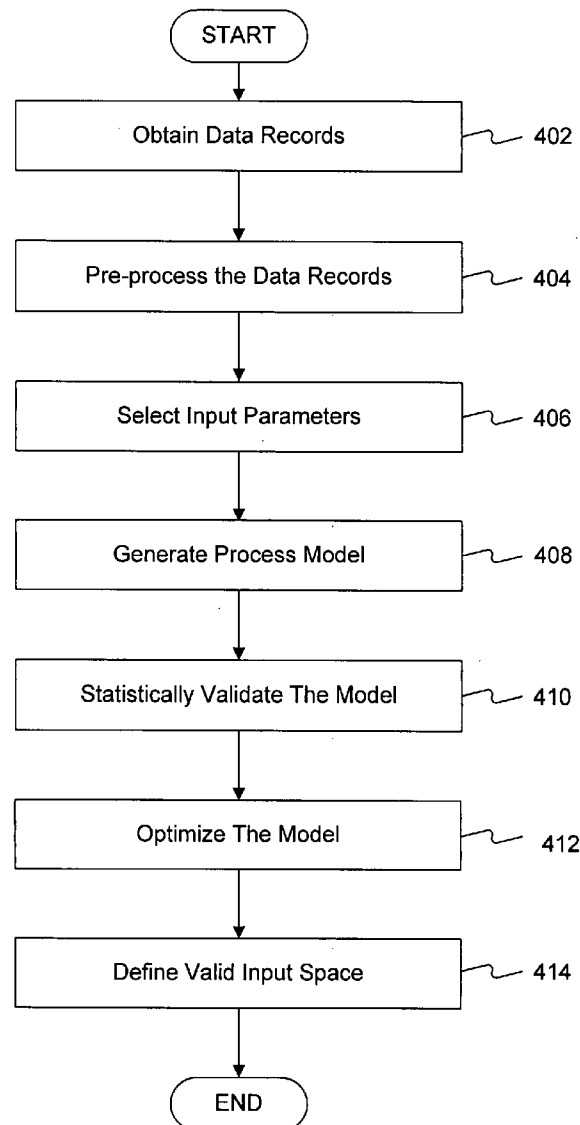 START
Obtain Data Records
402
Pre-process the Data Records
404
Select Input Parameters
406
Generate Process Model
408
Statistically Validate The Model
410
Optimize The Model
412
Define Valid Input Space
414
END